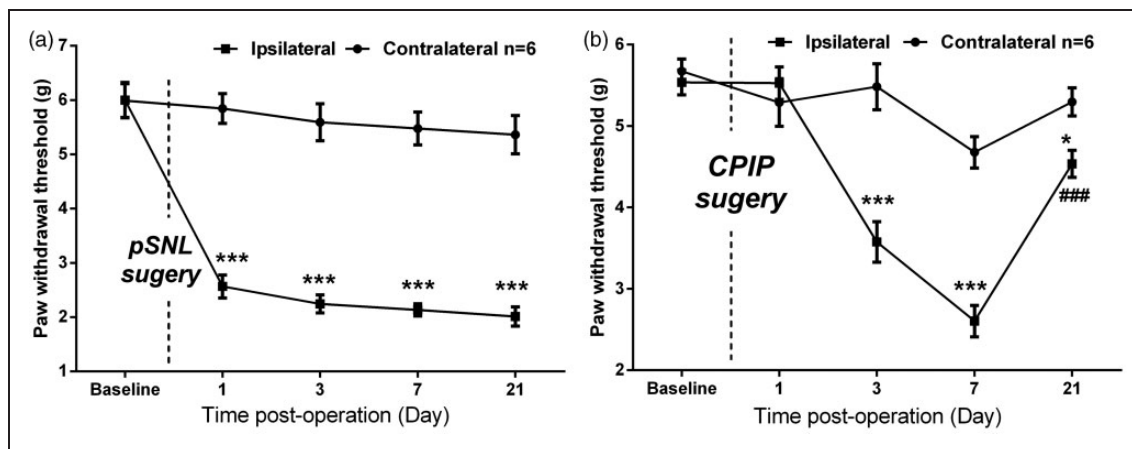 (a)
Ipsilateral Contralateral n=6
Paw withdrawal threshold (g)
7
6
5
4
3
2
1
pSNL
sugery
***
***
***
***
Baseline 1 3 7 21
Time post-operation (Day)
(b)
Ipsilateral Contralateral n=6
Paw withdrawal threshold (g)
6
5
4
3
2
CPIP
sugery
***
***
*
###
Baseline 1 3 7 21
Time post-operation (Day)